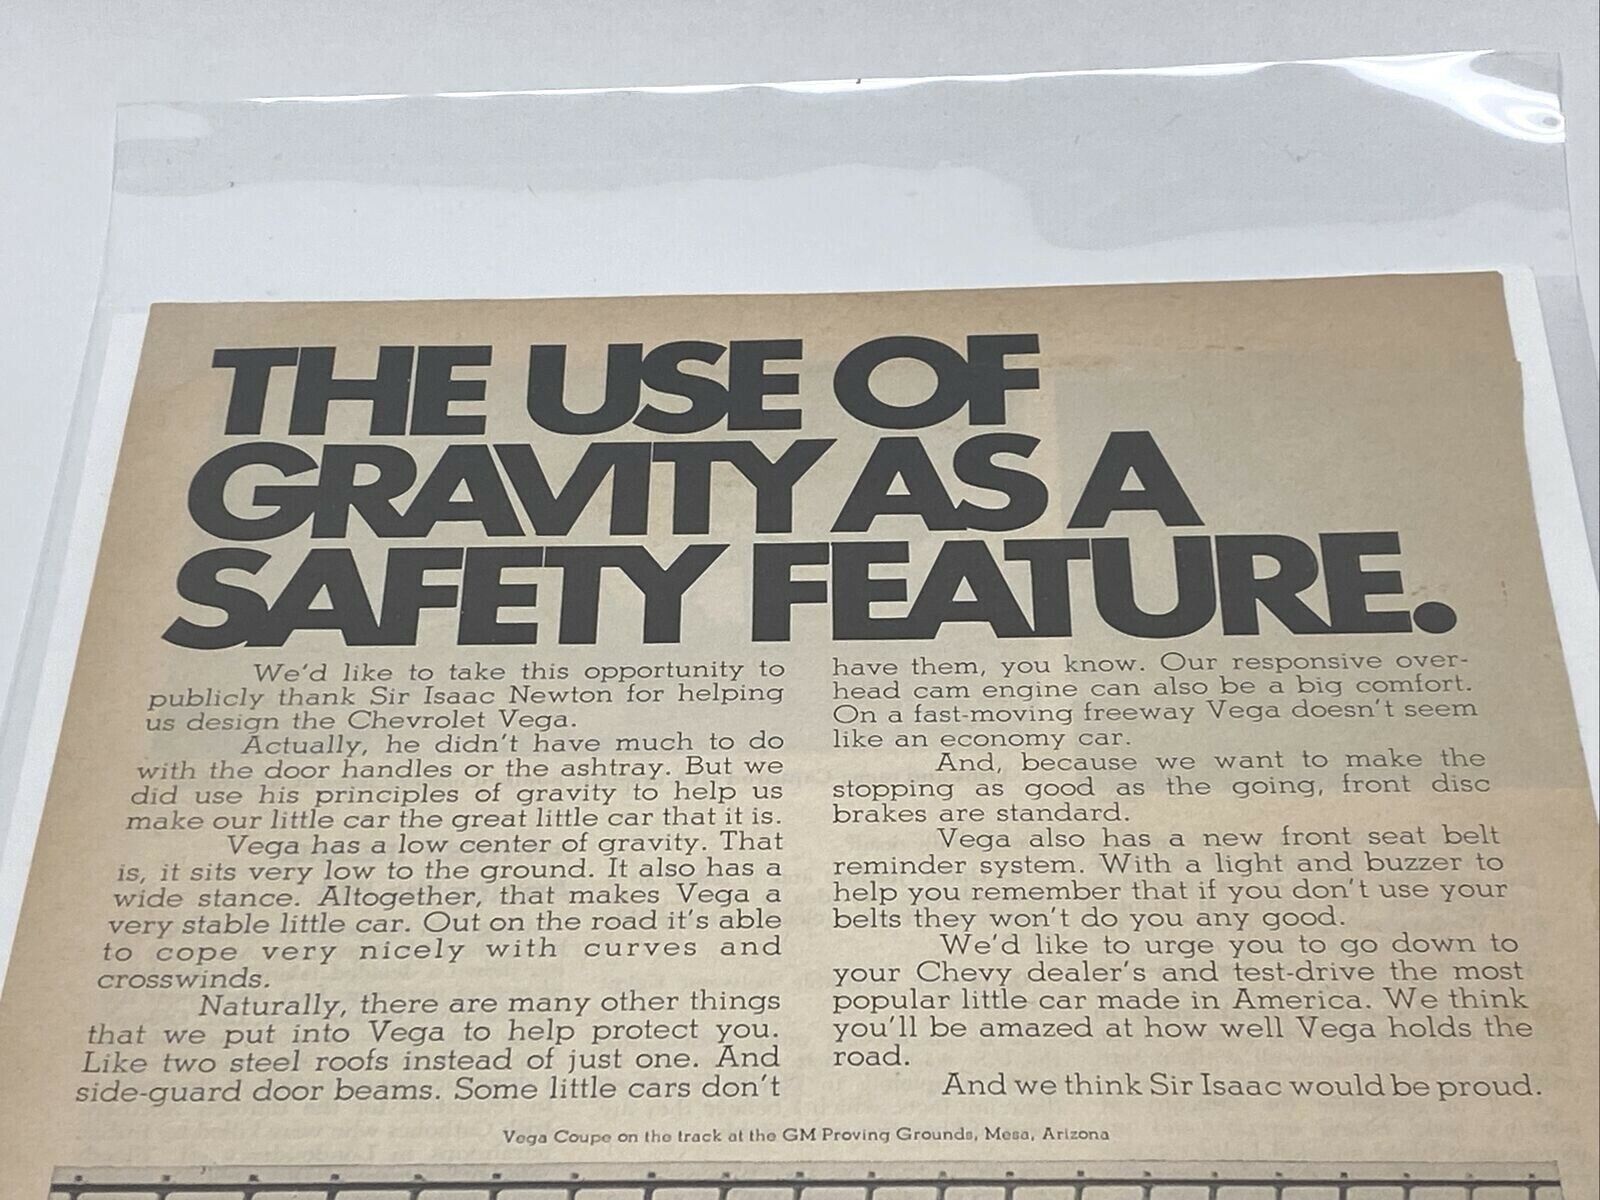 THE USE OF
GRAVITY AS A
SAFETY FEATURE.
We'd like to take this opportunity to
publicly thank Sir Isaac Newton for helping
us design the Chevrolet Vega.
Actually, he didn't have much to do
with the door handles or the ashtray. But we
did use his principles of gravity to help us
make our little car the great little car that it is.
Vega has a low center of gravity. That
is, it sits very low to the ground. It also has a
wide stance. Altogether, that makes Vega a
very stable little car. Out on the road it's able
to cope very nicely with curves and
crosswinds.
Naturally, there are many other things
that we put into Vega to help protect you.
Like two steel roofs instead of just one. And
side-guard door beams. Some little cars don't
have them, you know. Our responsive over-
head cam engine can also be a big comfort.
On a fast-moving freeway Vega doesn't seem
like an economy car.
And, because we want to make the
stopping as good as the going, front disc
brakes are standard.
Vega also has a new front seat belt
reminder system. With a light and buzzer to
help you remember that if you don't use your
belts they won't do you any good.
We'd like to urge you to go down to
your Chevy dealer's and test-drive the most
popular little car made in America. We think
you'll be amazed at how well Vega holds the
road.
And we think Sir Isaac would be proud.
Vega Coupe on the track at the GM Proving Grounds, Mesa, Arizona